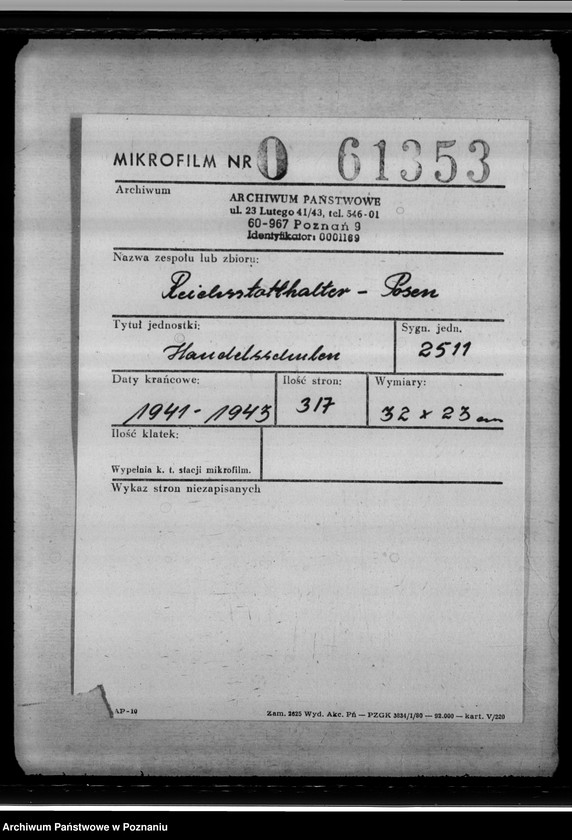 MIKROFILM NR 0 61353
Archiwum
ARCHIWUM PAŃSTWOWE
ul. 23 Lutego 41/43, tel. 546-01
60-967 Poznań 9
Identyfikator: 0001169
Nazwa zespołu lub zbioru:
Reichsstatthalter - Posen
Tytuł jednostki:
Sygn. jedn.
Handelsschulen
2511
Daty krańcowe:
Ilość stron:
Wymiary:
1941 - 1943
317
32 x 23 cm
Ilość klatek:
Wypełnia k. t. stacji mikrofilm.
Wykaz stron niezapisanych
AP-10
Zam. 2625 Wyd. Akc. Pń — PZGK 3034/1/80 — 92.000 — kart. V/220
Archiwum Państwowe w Poznaniu